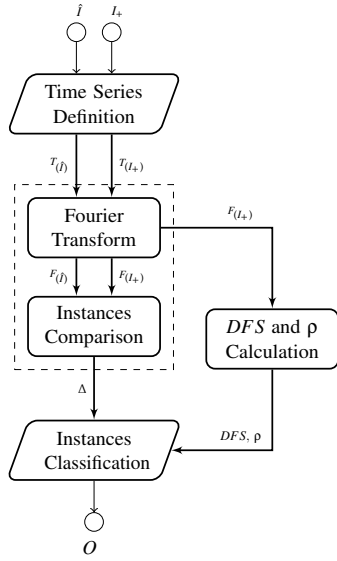 Î I₊
Time Series
Definition
T(Î) T(I₊)
Fourier
Transform
F(I₊)
F(Î) F(I₊)
Instances
Comparison
DFS and ρ
Calculation
Δ
Instances
Classification
DFS, ρ
O